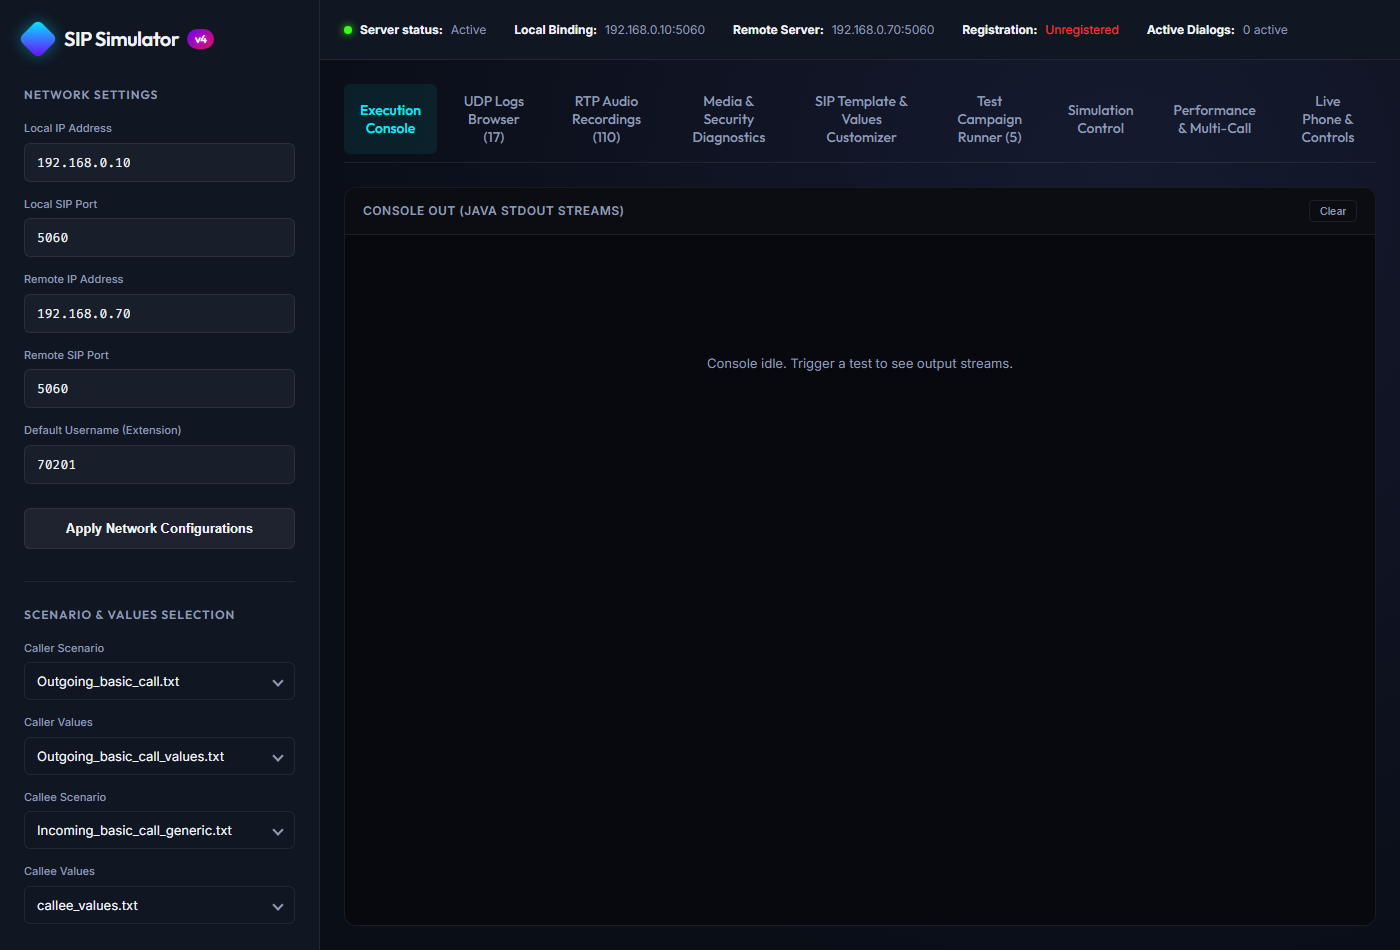 SIP Simulator v4
Server status: Active Local Binding: 192.168.0.10:5060 Remote Server: 192.168.0.70:5060 Registration: Unregistered Active Dialogs: 0 active
NETWORK SETTINGS
Local IP Address
192.168.0.10
Local SIP Port
5060
Remote IP Address
192.168.0.70
Remote SIP Port
5060
Default Username (Extension)
70201
Apply Network Configurations
SCENARIO & VALUES SELECTION
Caller Scenario
Outgoing_basic_call.txt
Caller Values
Outgoing_basic_call_values.txt
Callee Scenario
Incoming_basic_call_generic.txt
Callee Values
callee_values.txt
Execution
Console
UDP Logs
Browser
(17)
RTP Audio
Recordings
(110)
Media &
Security
Diagnostics
SIP Template &
Values
Customizer
Test
Campaign
Runner (5)
Simulation
Control
Performance
& Multi-Call
Live
Phone &
Controls
CONSOLE OUT (JAVA STDOUT STREAMS)
Clear
Console idle. Trigger a test to see output streams.